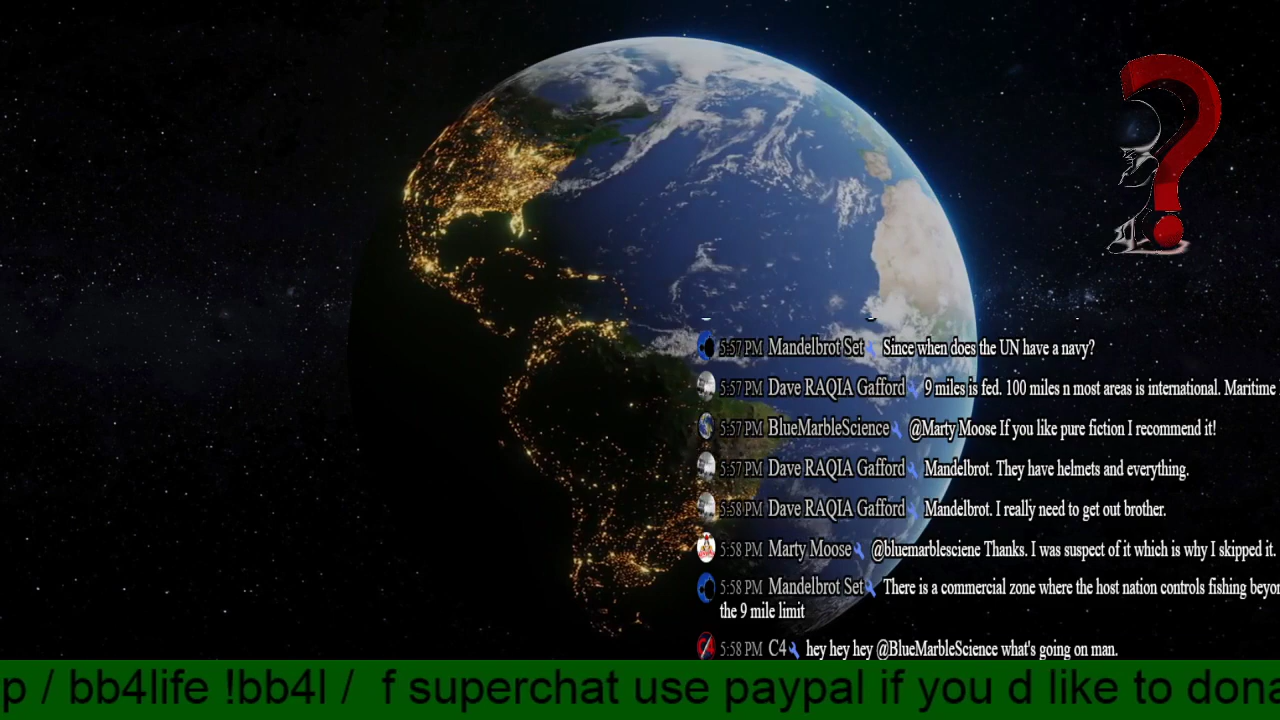 5:57 PM Mandelbrot Set Since when does the UN have a navy?
5:57 PM Dave RAQIA Gafford 9 miles is fed. 100 miles n most areas is international. Maritime
5:57 PM BlueMarbleScience @Marty Moose If you like pure fiction I recommend it!
5:57 PM Dave RAQIA Gafford Mandelbrot. They have helmets and everything.
5:58 PM Dave RAQIA Gafford Mandelbrot. I really need to get out brother.
5:58 PM Marty Moose @bluemarblesciene Thanks. I was suspect of it which is why I skipped it.
5:58 PM Mandelbrot Set There is a commercial zone where the host nation controls fishing beyon
the 9 mile limit
5:58 PM C4 hey hey hey @BlueMarbleScience what's going on man.
p / bb4life !bb4l / f superchat use paypal if you d like to dona